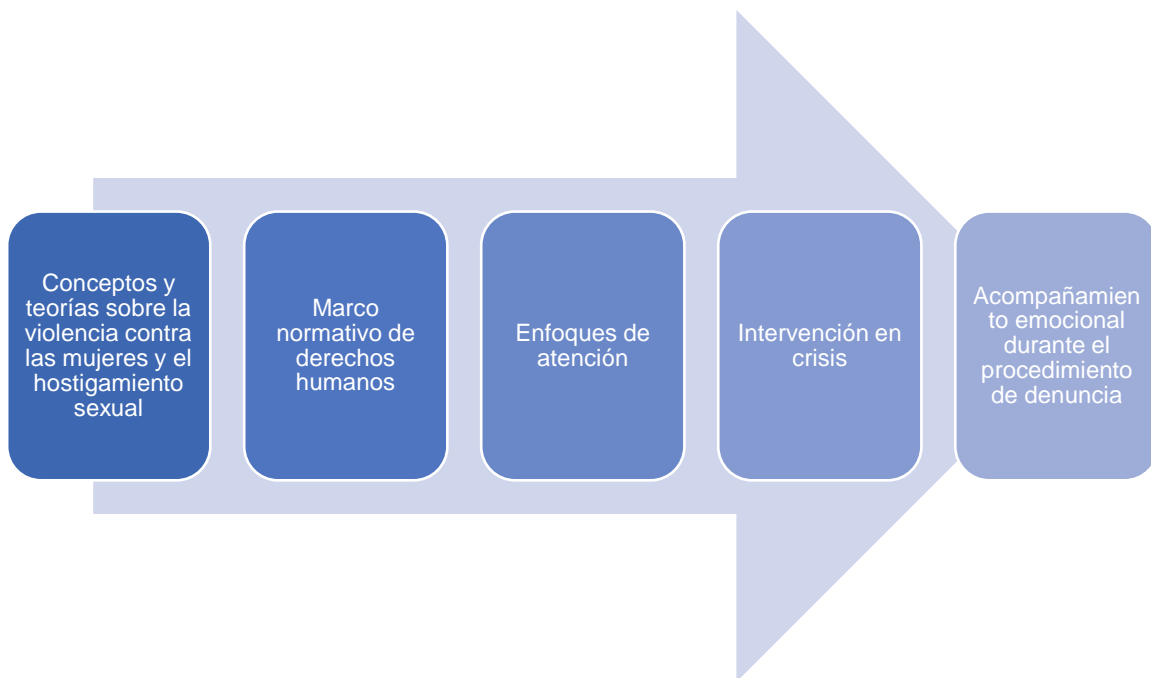 Conceptos y
teorías sobre la
violencia contra
las mujeres y el
hostigamiento
sexual
Marco
normativo de
derechos
humanos
Enfoques de
atención
Intervención en
crisis
Acompañamien
to emocional
durante el
procedimiento
de denuncia